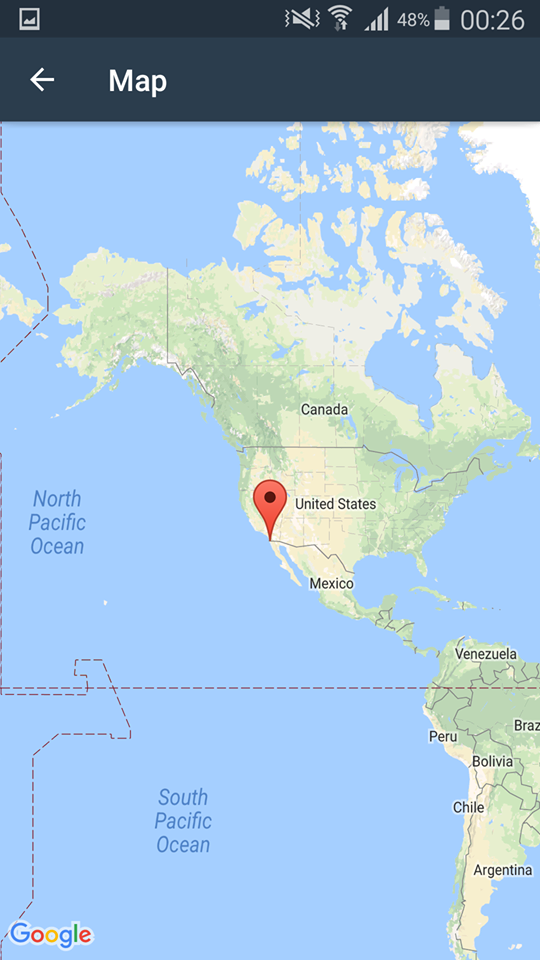 48% 00:26
Map
Canada
United States
North
Pacific
Ocean
Mexico
Venezuela
Braz
Peru
Bolivia
South
Pacific
Ocean
Chile
Argentina
Google